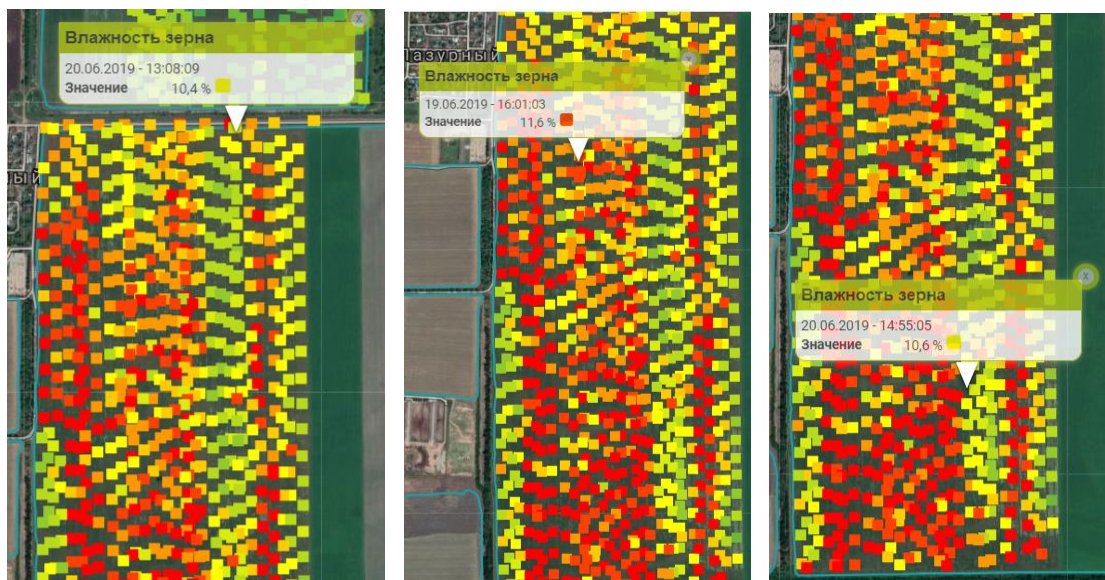 X
Влажность зерна
20.06.2019 - 13:08:09
Значение 10,4 %
ый
Лазурный
X
Влажность зерна
19.06.2019 - 16:01:03
Значение 11,6 %
X
Влажность зерна
20.06.2019 - 14:55:05
Значение 10,6 %